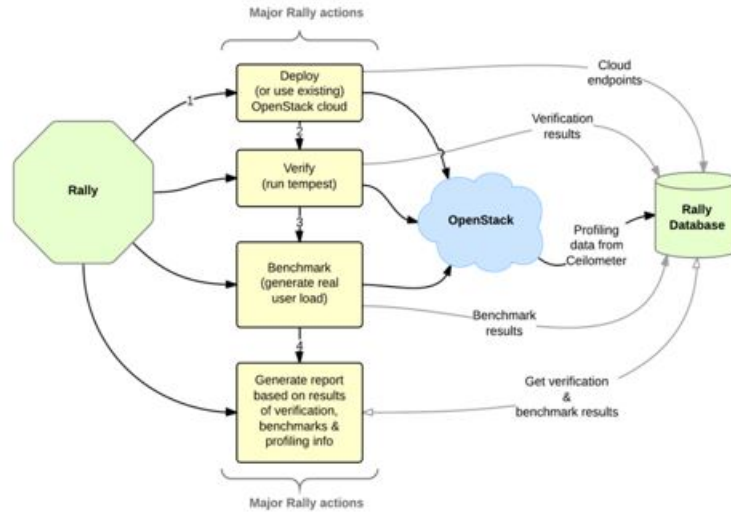 Major Rally actions
Deploy
(or use existing)
OpenStack cloud
Cloud
endpoints
1
2
Verification
results
Verify
(run tempest)
Rally
OpenStack
Rally
Database
3
Profiling
data from
Ceilometer
Benchmark
(generate real
user load)
Benchmark
results
4
Generate report
based on results
of verification,
benchmarks &
profiling info
Get verification
&
benchmark results
Major Rally actions